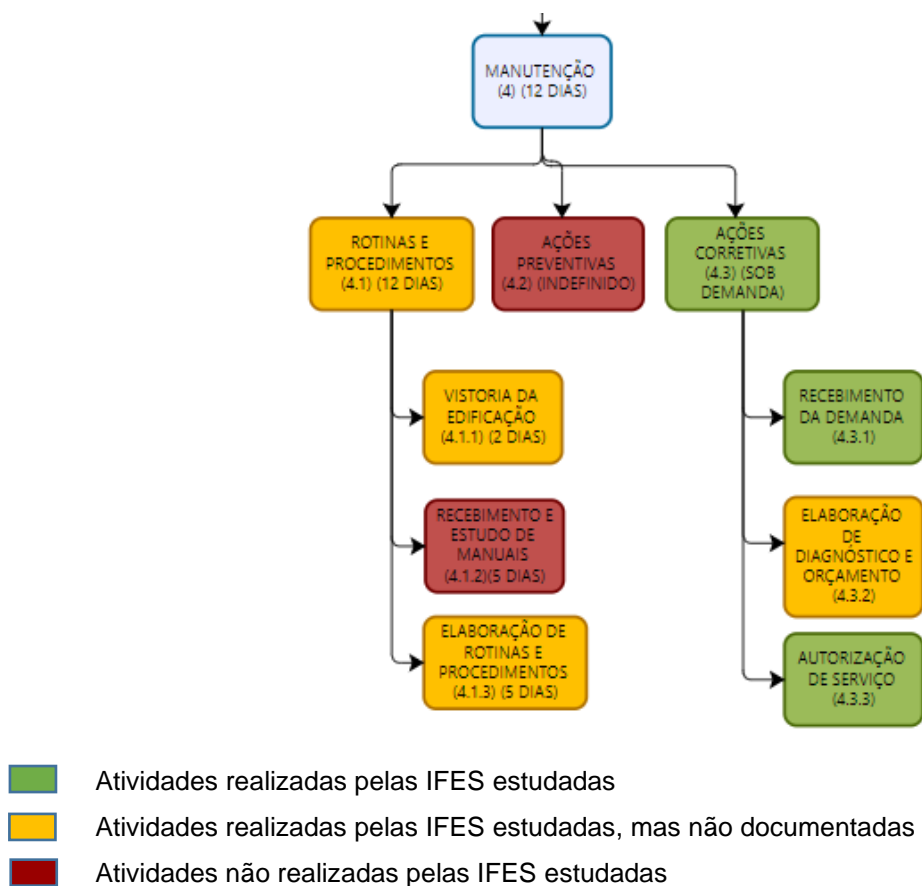 MANUTENÇÃO
(4) (12 DIAS)
ROTINAS E
PROCEDIMENTOS
(4.1) (12 DIAS)
AÇÕES
PREVENTIVAS
(4.2) (INDEFINIDO)
AÇÕES
CORRETIVAS
(4.3) (SOB
DEMANDA)
VISTORIA DA
EDIFICAÇÃO
(4.1.1) (2 DIAS)
RECEBIMENTO E
ESTUDO DE
MANUAIS
(4.1.2)(5 DIAS)
ELABORAÇÃO DE
ROTINAS E
PROCEDIMENTOS
(4.1.3) (5 DIAS)
RECEBIMENTO
DA DEMANDA
(4.3.1)
ELABORAÇÃO
DE
DIAGNÓSTICO E
ORÇAMENTO
(4.3.2)
AUTORIZAÇÃO
DE SERVIÇO
(4.3.3)
Atividades realizadas pelas IFES estudadas
Atividades realizadas pelas IFES estudadas, mas não documentadas
Atividades não realizadas pelas IFES estudadas